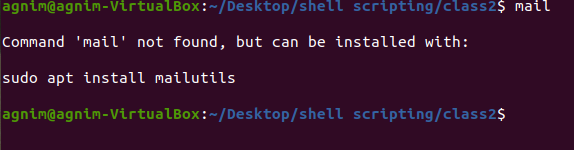 agnim@agnim-VirtualBox:~/Desktop/shell scripting/class2$ mail
Command 'mail' not found, but can be installed with:
sudo apt install mailutils
agnim@agnim-VirtualBox:~/Desktop/shell scripting/class2$